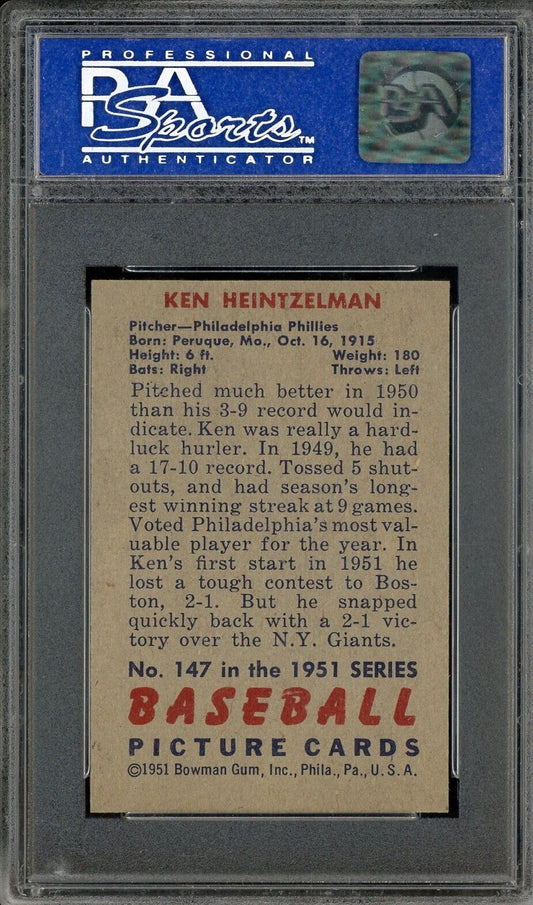 PROFESSIONAL
PSA
Sports™
AUTHENTICATOR
PSA
KEN HEINTZELMAN
Pitcher—Philadelphia Phillies
Born: Peruque, Mo., Oct. 16, 1915
Height: 6 ft. Weight: 180
Bats: Right Throws: Left
Pitched much better in 1950
than his 3-9 record would in-
dicate. Ken was really a hard-
luck hurler. In 1949, he had
a 17-10 record. Tossed 5 shut-
outs, and had season's long-
est winning streak at 9 games.
Voted Philadelphia's most val-
uable player for the year. In
Ken's first start in 1951 he
lost a tough contest to Bos-
ton, 2-1. But he snapped
quickly back with a 2-1 vic-
tory over the N.Y. Giants.
No. 147 in the 1951 SERIES
BASEBALL
PICTURE CARDS
©1951 Bowman Gum, Inc., Phila., Pa., U.S.A.